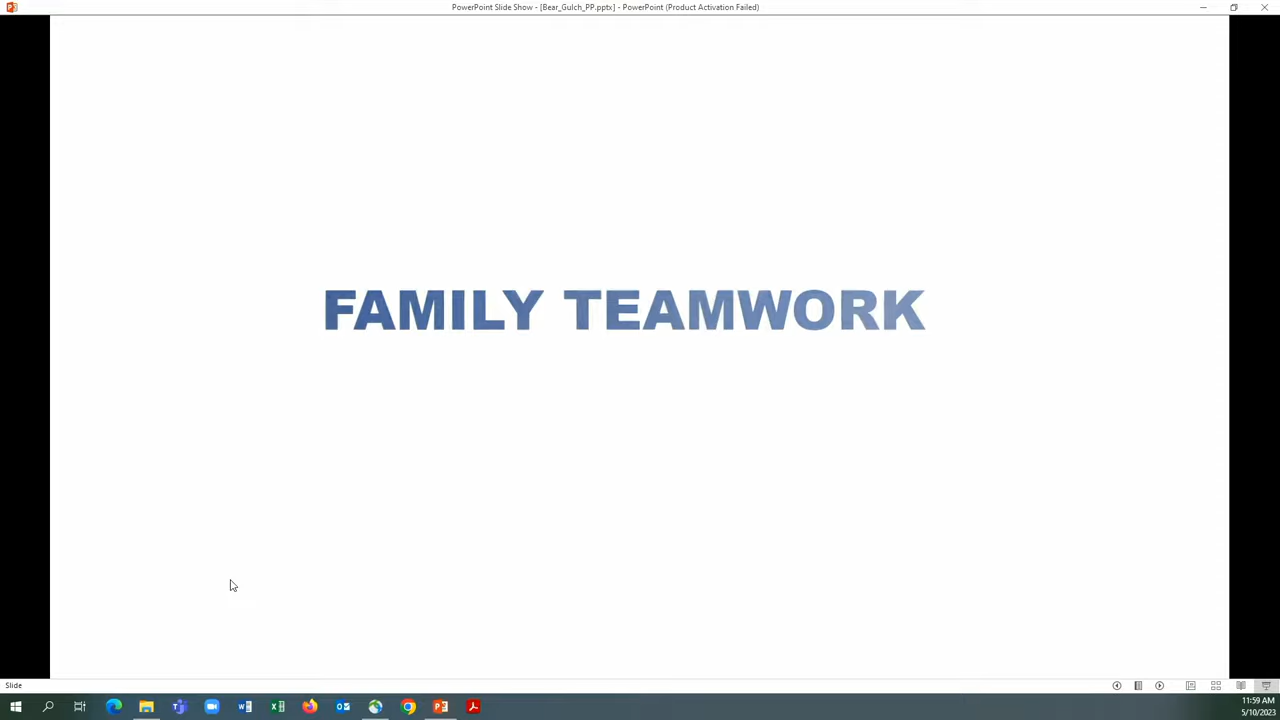 PowerPoint Slide Show - [Bear_Gulch_PP.pptx] - PowerPoint (Product Activation Failed)
FAMILY TEAMWORK
Slide
11:59 AM
5/10/2023